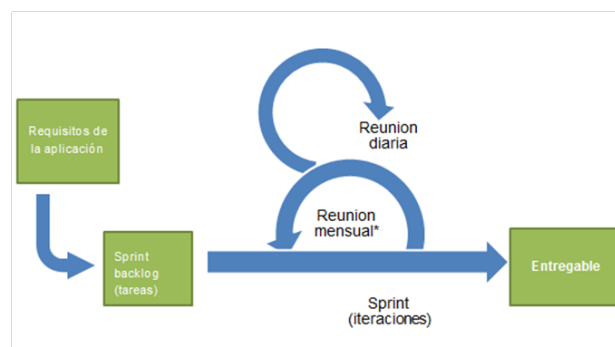 Requisitos de
la aplicación
Reunion
diaria
Reunion
mensual*
Sprint
backlog
(tareas)
Entregable
Sprint
(iteraciones)